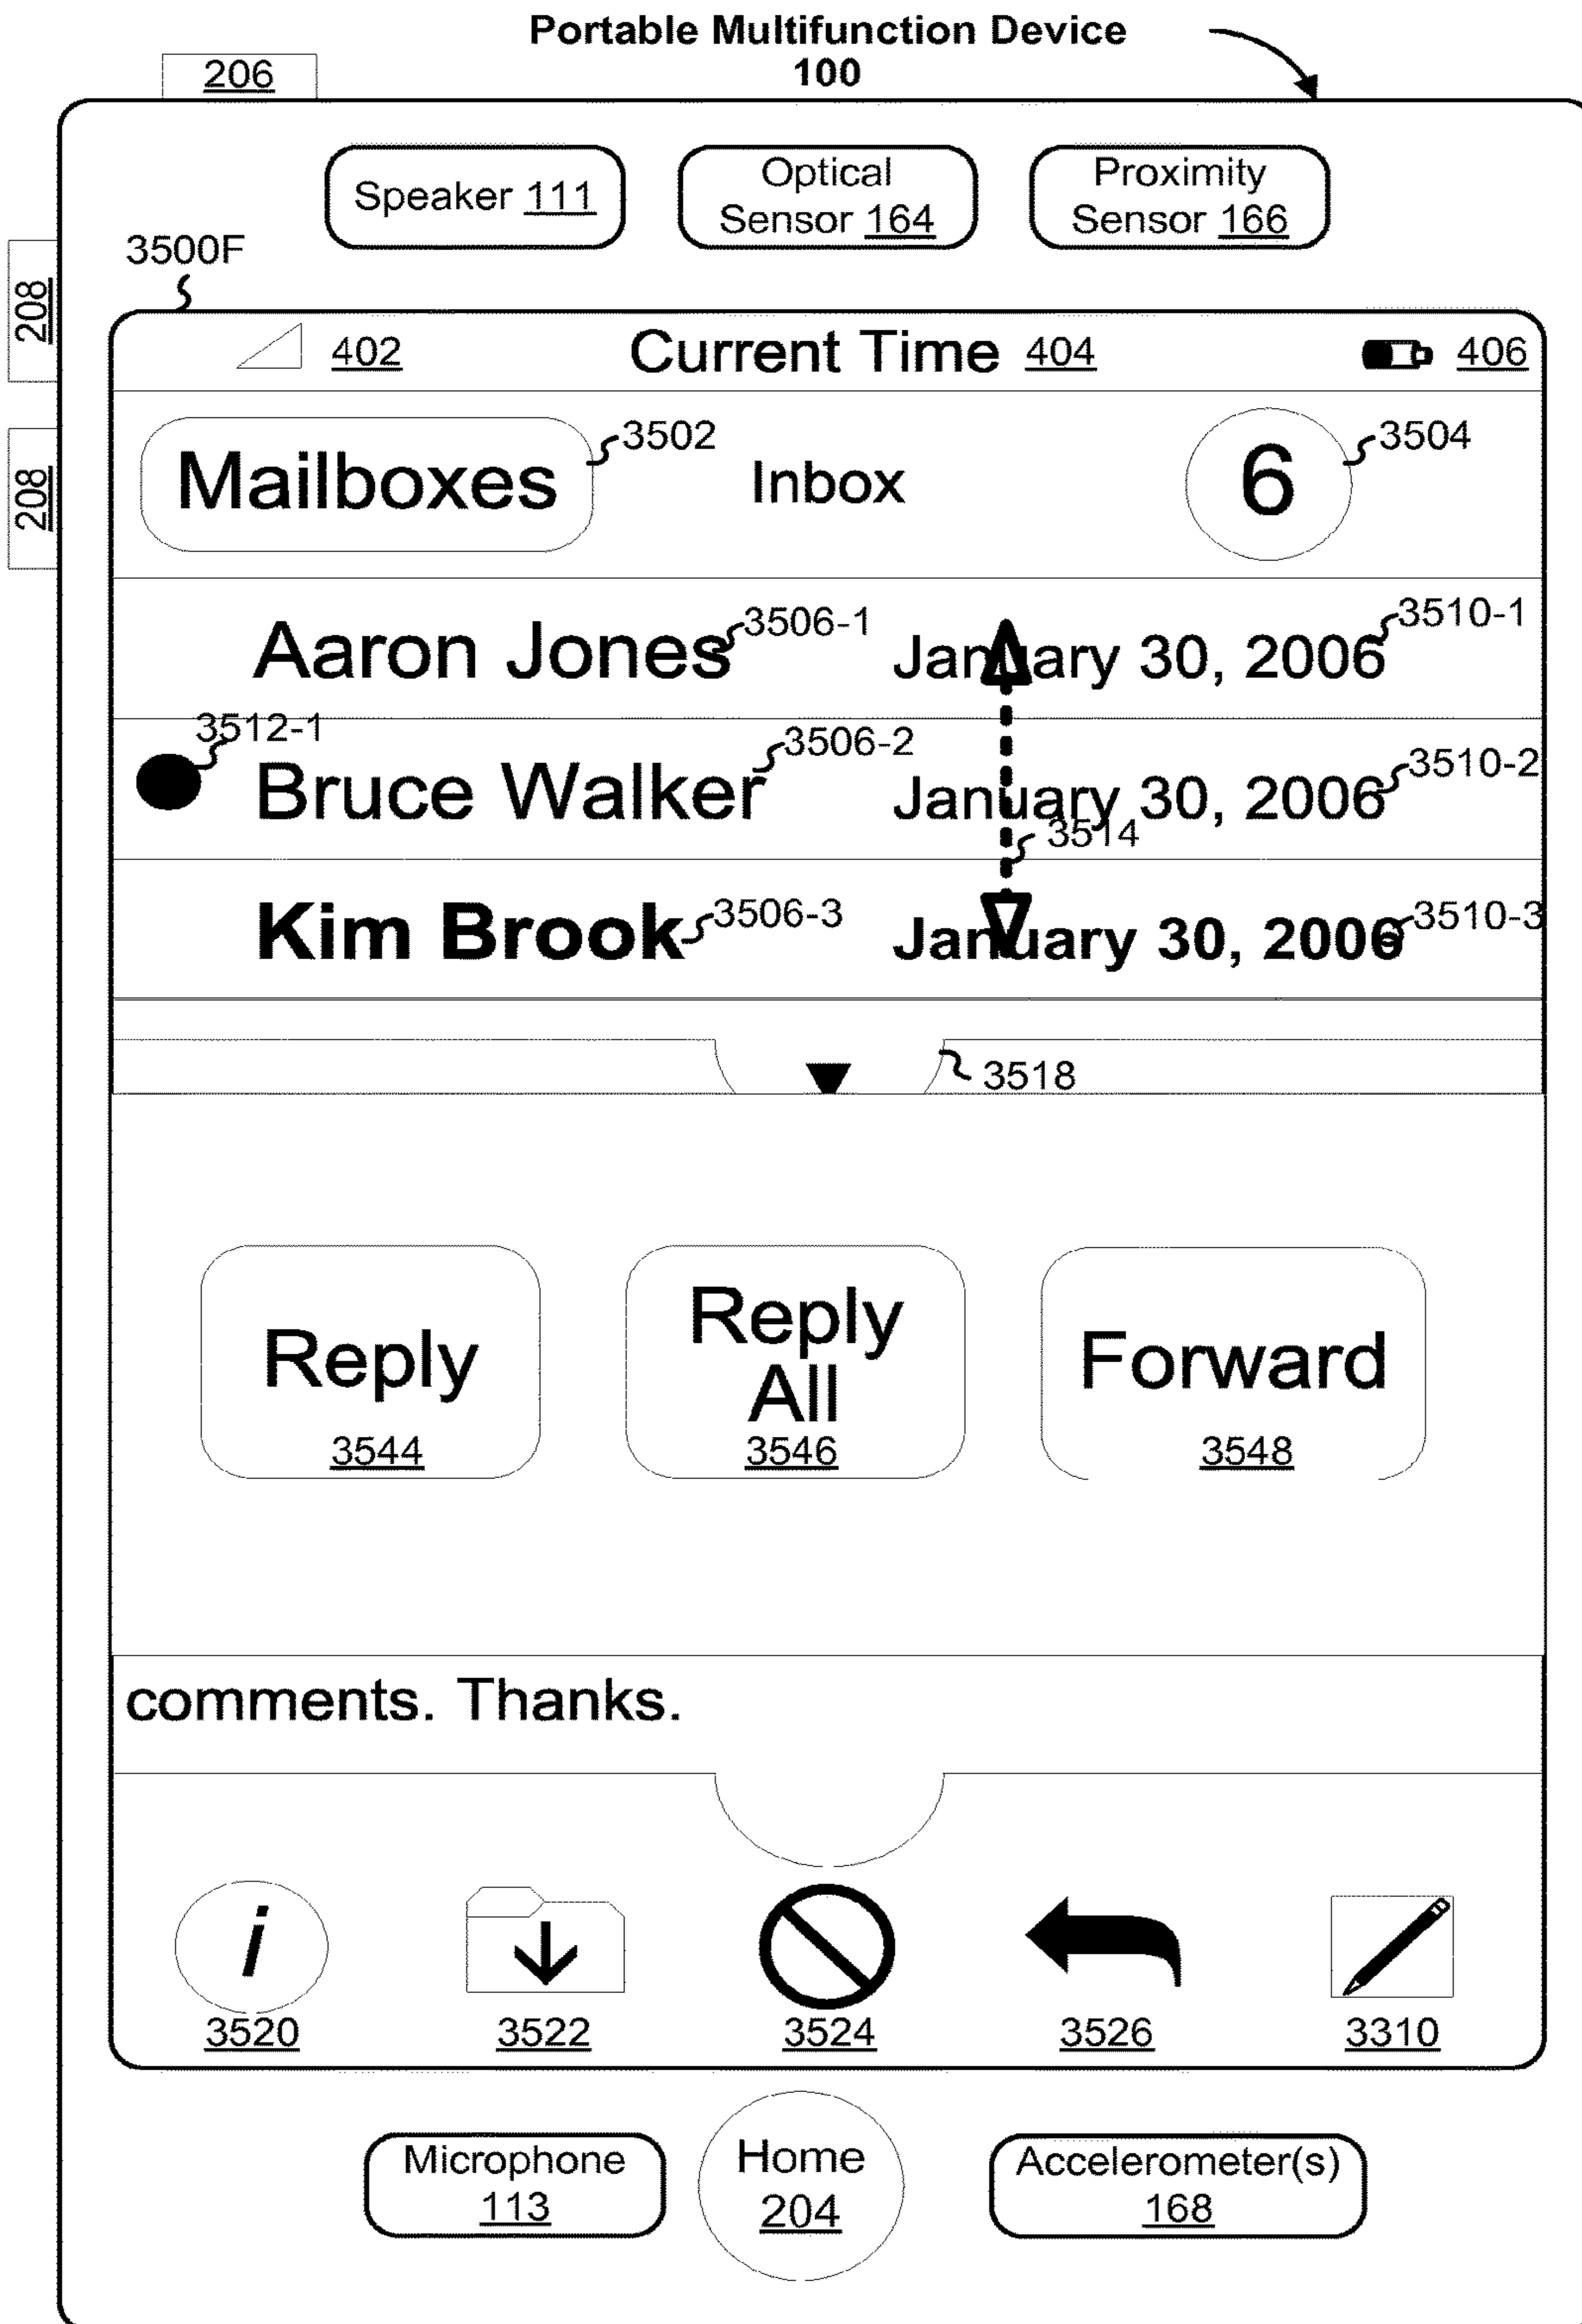 Portable Multifunction Device
100
206
Speaker 111
Optical
Sensor 164
Proximity
Sensor 166
3500F
208
208
402
Current Time 404
406
Mailboxes
3502
Inbox
6
3504
Aaron Jones
3506-1
January 30, 2006
3510-1
3512-1
Bruce Walker
3506-2
January 30, 2006
3510-2
3514
Kim Brook
3506-3
January 30, 2006
3510-3
3518
Reply
3544
Reply
All
3546
Forward
3548
comments. Thanks.
i
3520
3522
3524
3526
3310
Microphone
113
Home
204
Accelerometer(s)
168